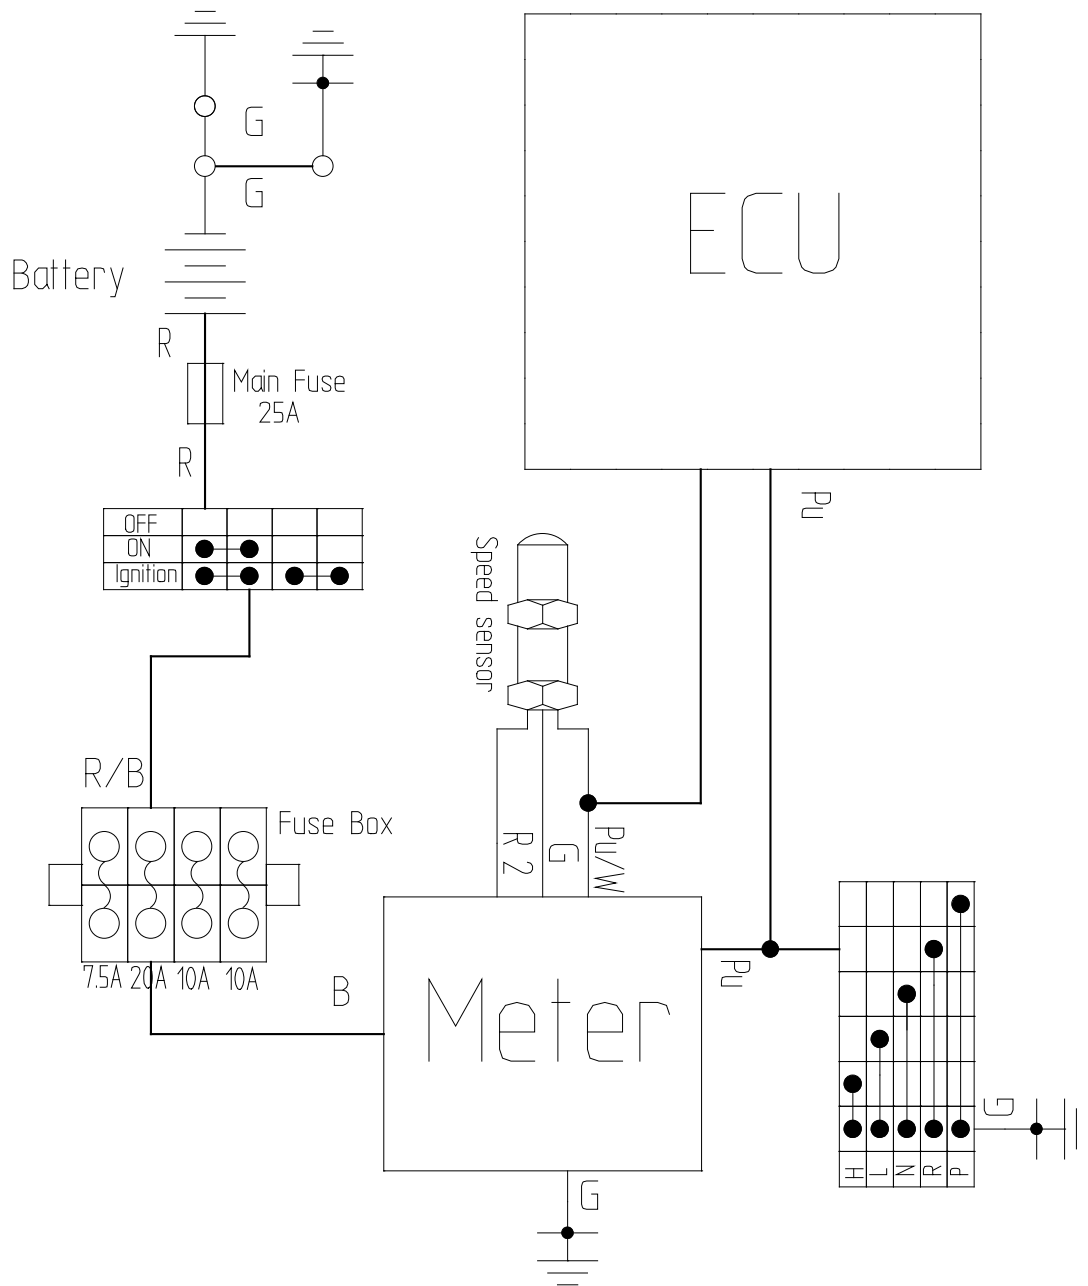 G
G
ECU
Battery
R
Main Fuse
25A
R
OFF
ON
Ignition
Pu
Speed sensor
R/B
Fuse Box
R 2
G
Pu/W
7.5A 20A 10A 10A
B
Meter
Pu
G
H L N R P
G